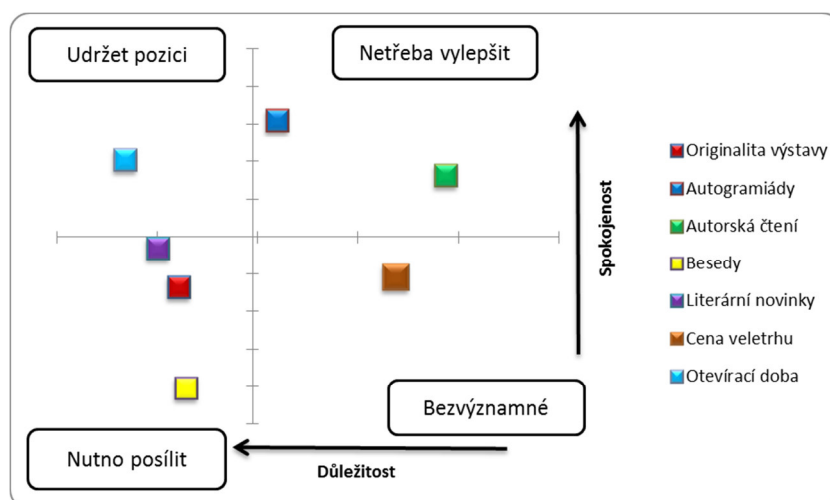 Udržet pozici
Netřeba vylepšit
Originalita výstavy
Autogramiády
Autorská čtení
Besedy
Literární novinky
Cena veletrhu
Otevírací doba
Spokojenost
Bezvýznamné
Nutno posílit
Důležitost